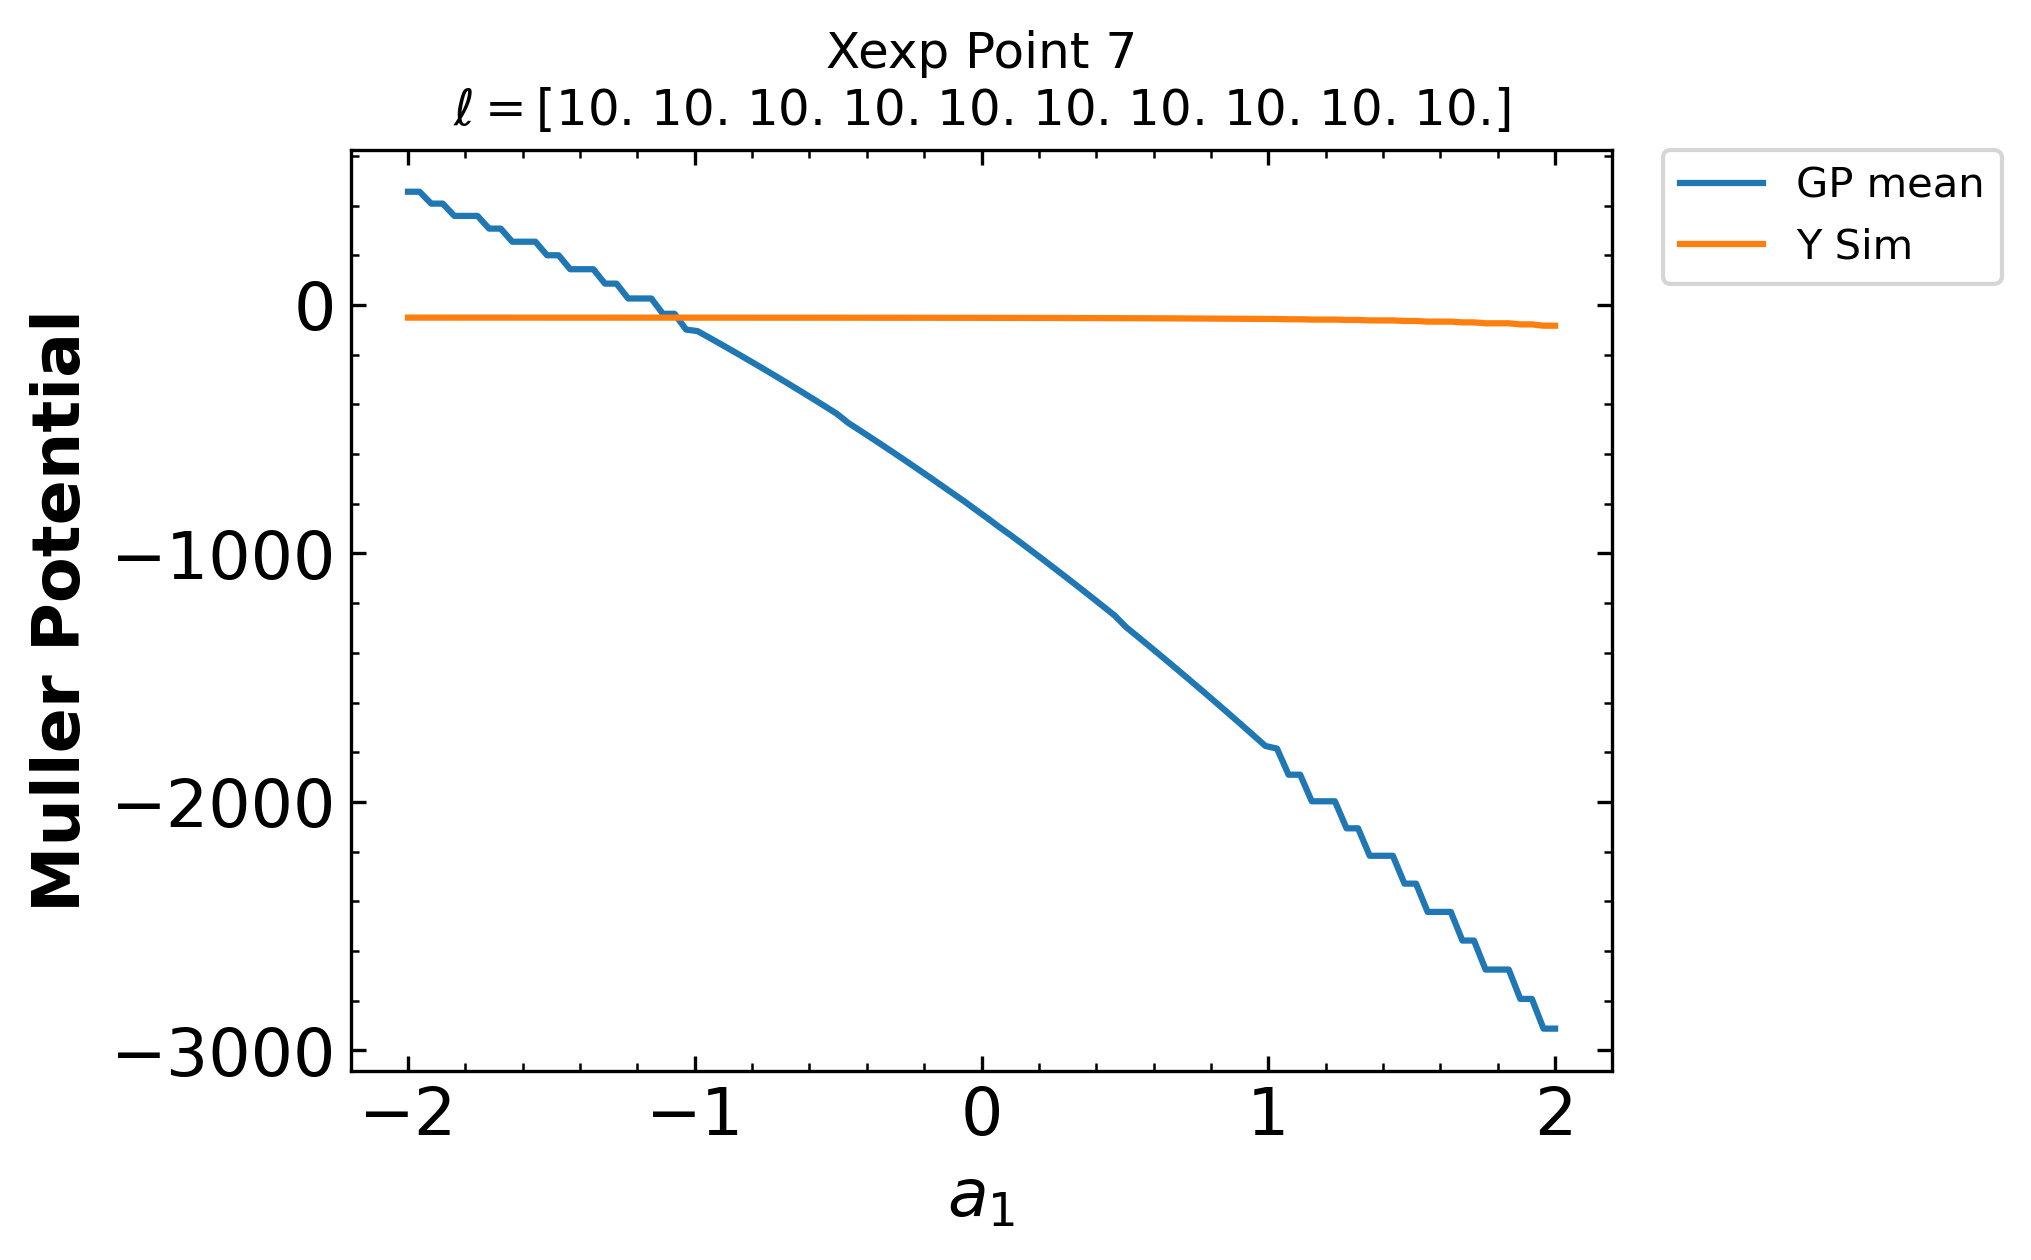 Xexp Point 7
ℓ = [10. 10. 10. 10. 10. 10. 10. 10. 10. 10.]
GP mean
Y Sim
Muller Potential
0
−1000
−2000
−3000
−2 −1 0 1 2
a₁